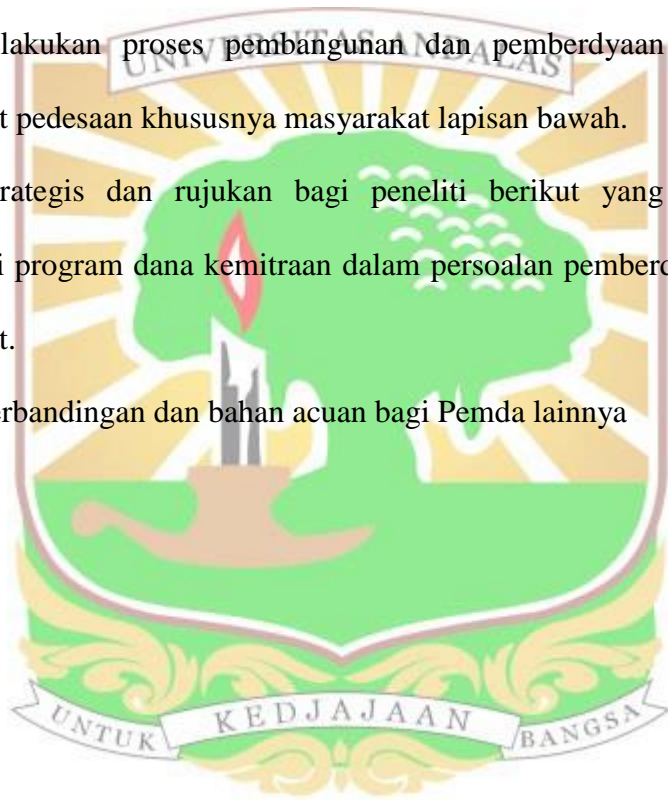 lakukan proses pembangunan dan pemberdyaan
UNIVERSITAS ANDALAS
t pedesaan khususnya masyarakat lapisan bawah.
rategis dan rujukan bagi peneliti berikut yang
i program dana kemitraan dalam persoalan pemberd
t.
erbandingan dan bahan acuan bagi Pemda lainnya
UNTUK KEDJAJAAN BANGSA